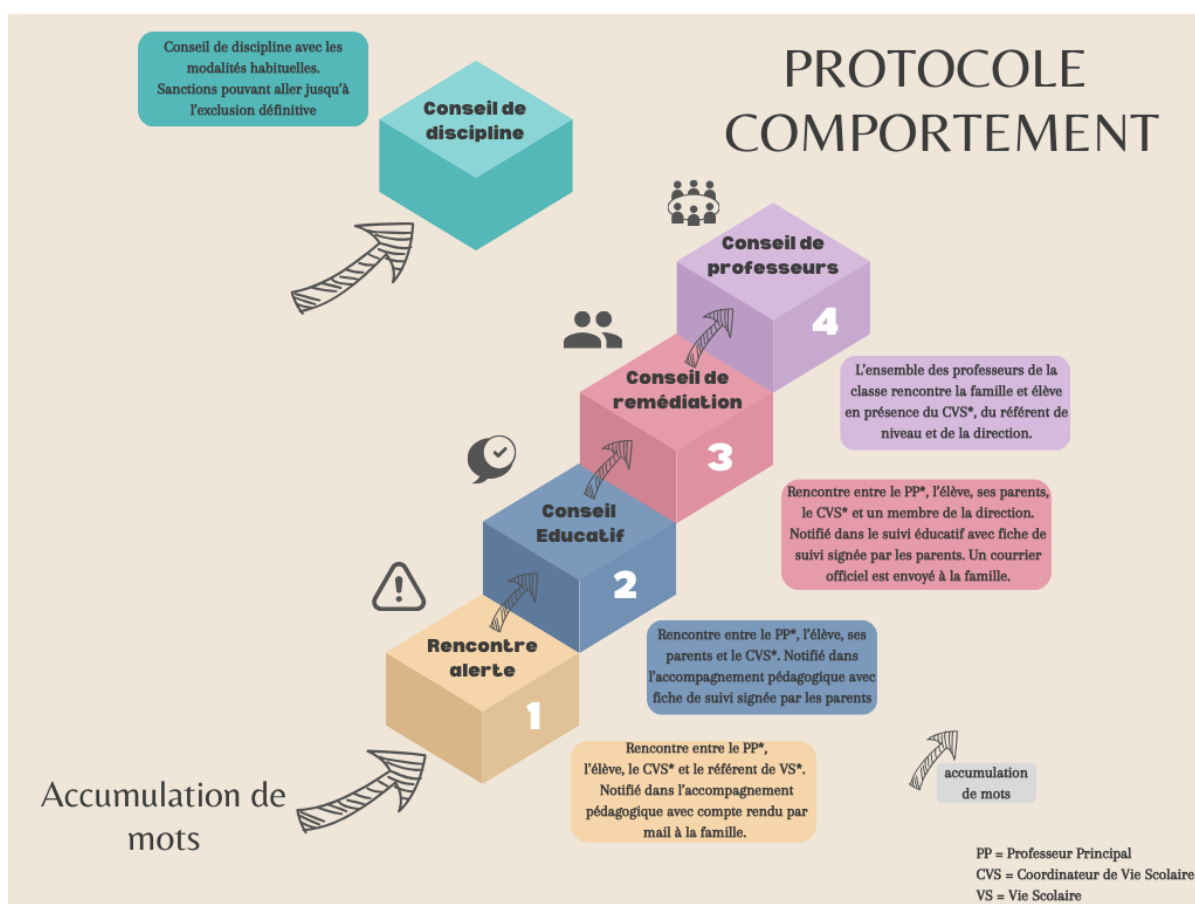 PROTOCOLE
COMPORTEMENT
Conseil de discipline avec les
modalités habituelles.
Sanctions pouvant aller jusqu'à
l'exclusion définitive
Conseil de
discipline
Conseil de
professeurs
4
L'ensemble des professeurs de la
classe rencontre la famille et élève
en présence du CVS*, du référent de
niveau et de la direction.
Conseil de
remédiation
3
Rencontre entre le PP*, l'élève, ses parents,
le CVS* et un membre de la direction.
Notifié dans le suivi éducatif avec fiche de
suivi signée par les parents. Un courrier
officiel est envoyé à la famille.
Conseil
Educatif
2
Rencontre entre le PP*, l'élève, ses
parents et le CVS*. Notifié dans
l'accompagnement pédagogique avec
fiche de suivi signée par les parents
Rencontre
alerte
1
Rencontre entre le PP*,
l'élève, le CVS* et le référent de VS*.
Notifié dans l'accompagnement
pédagogique avec compte rendu par
mail à la famille.
Accumulation de
mots
accumulation
de mots
PP = Professeur Principal
CVS = Coordinateur de Vie Scolaire
VS = Vie Scolaire